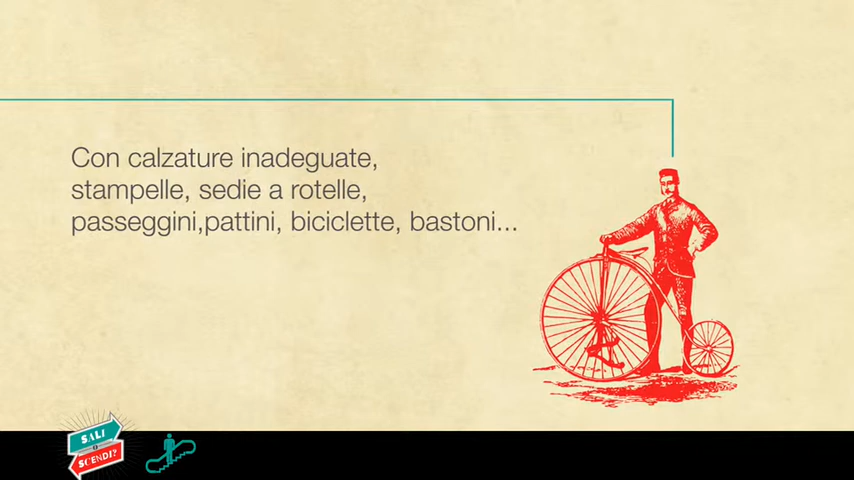 Con calzature inadeguate,
stampelle, sedie a rotelle,
passeggini,pattini, biciclette, bastoni...
SALI
O
SCENDI?